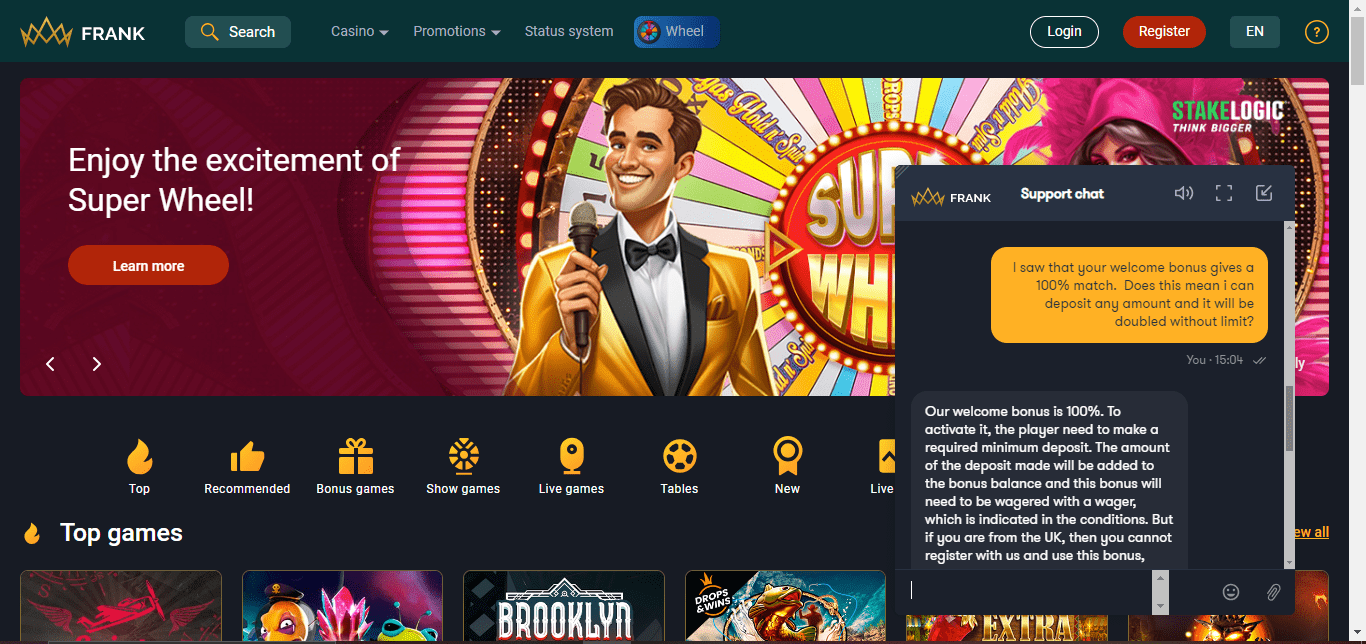 FRANK
Search
Casino
Promotions
Status system
Wheel
Login
Register
EN
?
Enjoy the excitement of
Super Wheel!
Learn more
DROPS
STAKELOGIC
THINK BIGGER
SUPE
WHE
FRANK
Support chat
I saw that your welcome bonus gives a
100% match. Does this mean i can
deposit any amount and it will be
doubled without limit?
You · 15:04
ly
Our welcome bonus is 100%. To
activate it, the player need to make a
required minimum deposit. The amount
of the deposit made will be added to
the bonus balance and this bonus will
need to be wagered with a wager,
which is indicated in the conditions. But
if you are from the UK, then you cannot
register with us and use this bonus,
Top
Recommended
Bonus games
Show games
Live games
Tables
New
Live
Top games
ew all
BROOKLYN
DROPS
& WINS
EXTRA